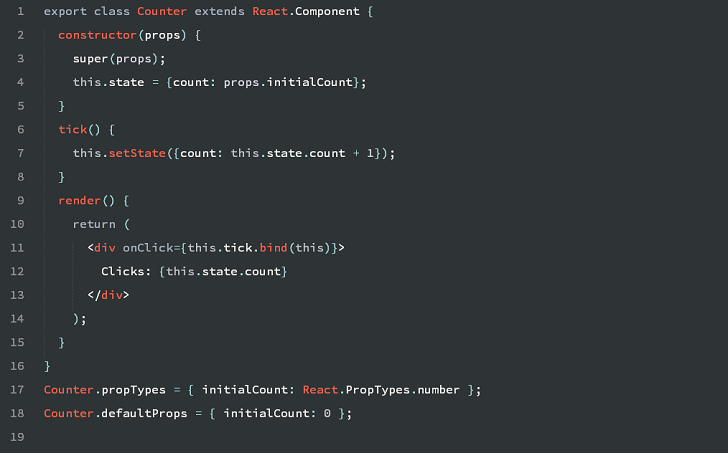 1 export class Counter extends React.Component {
2   constructor(props) {
3     super(props);
4     this.state = {count: props.initialCount};
5   }
6   tick() {
7     this.setState({count: this.state.count + 1});
8   }
9   render() {
10     return (
11       <div onClick={this.tick.bind(this)}>
12         Clicks: {this.state.count}
13       </div>
14     );
15   }
16 }
17 Counter.propTypes = { initialCount: React.PropTypes.number };
18 Counter.defaultProps = { initialCount: 0 };
19